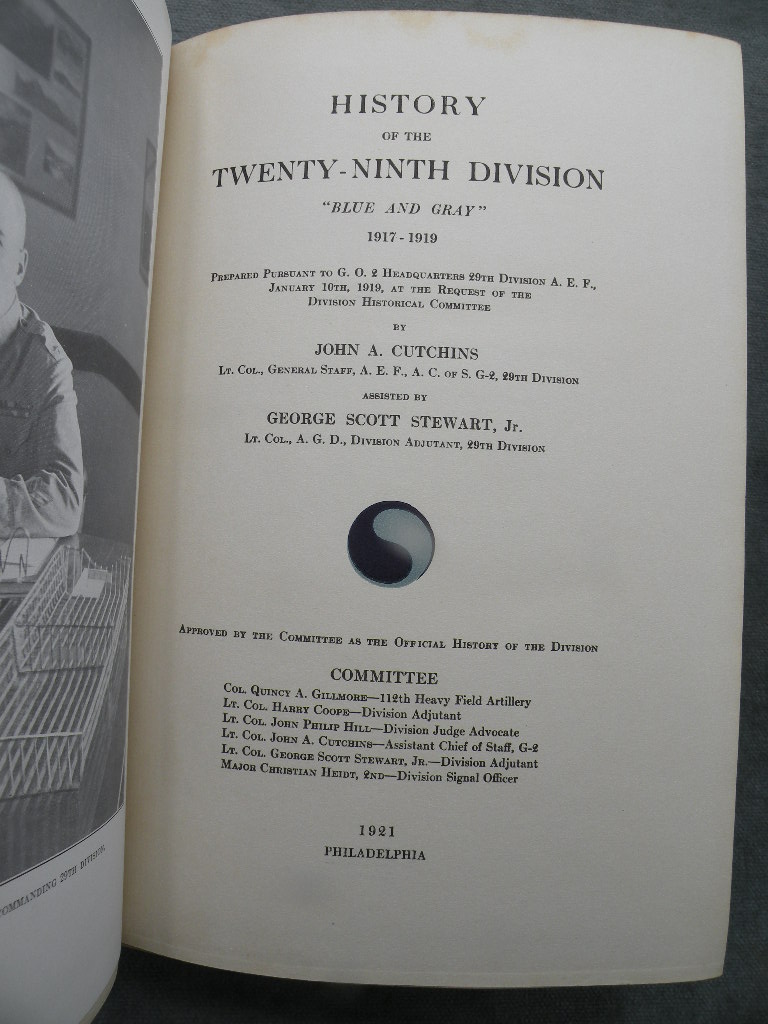 HISTORY
OF THE
TWENTY-NINTH DIVISION
"BLUE AND GRAY"
1917-1919
PREPARED PURSUANT TO G. O. 2 HEADQUARTERS 29TH DIVISION A. E. F.,
JANUARY 10TH, 1919, AT THE REQUEST OF THE
DIVISION HISTORICAL COMMITTEE
BY
JOHN A. CUTCHINS
LT. COL., GENERAL STAFF, A. E. F., A. C. OF S. G-2, 29TH DIVISION
ASSISTED BY
GEORGE SCOTT STEWART, Jr.
LT. COL., A. G. D., DIVISION ADJUTANT, 29TH DIVISION
APPROVED BY THE COMMITTEE AS THE OFFICIAL HISTORY OF THE DIVISION
COMMITTEE
COL. QUINCY A. GILLMORE—112th Heavy Field Artillery
LT. COL. HARRY COOPE—Division Adjutant
LT. COL. JOHN PHILIP HILL—Division Judge Advocate
LT. COL. JOHN A. CUTCHINS—Assistant Chief of Staff, G-2
LT. COL. GEORGE SCOTT STEWART, JR.—Division Adjutant
MAJOR CHRISTIAN HEIDT, 2ND—Division Signal Officer
1921
PHILADELPHIA
COMMANDING 29TH DIVISION